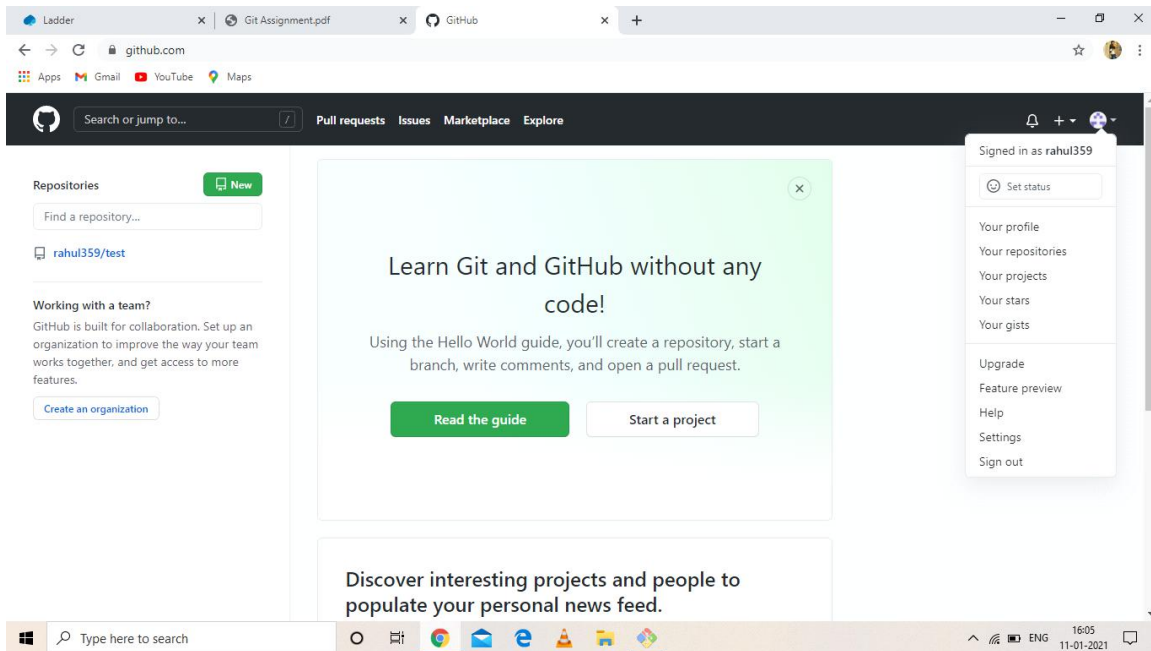 Ladder
Git Assignment.pdf
GitHub
github.com
Apps Gmail YouTube Maps
Search or jump to... /
Pull requests Issues Marketplace Explore
Signed in as rahul359
Set status
Your profile
Your repositories
Your projects
Your stars
Your gists
Upgrade
Feature preview
Help
Settings
Sign out
Repositories
New
Find a repository...
rahul359/test
Working with a team?
GitHub is built for collaboration. Set up an
organization to improve the way your team
works together, and get access to more
features.
Create an organization
Learn Git and GitHub without any
code!
Using the Hello World guide, you'll create a repository, start a
branch, write comments, and open a pull request.
Read the guide
Start a project
Discover interesting projects and people to
populate your personal news feed.
Type here to search
ENG
16:05
11-01-2021